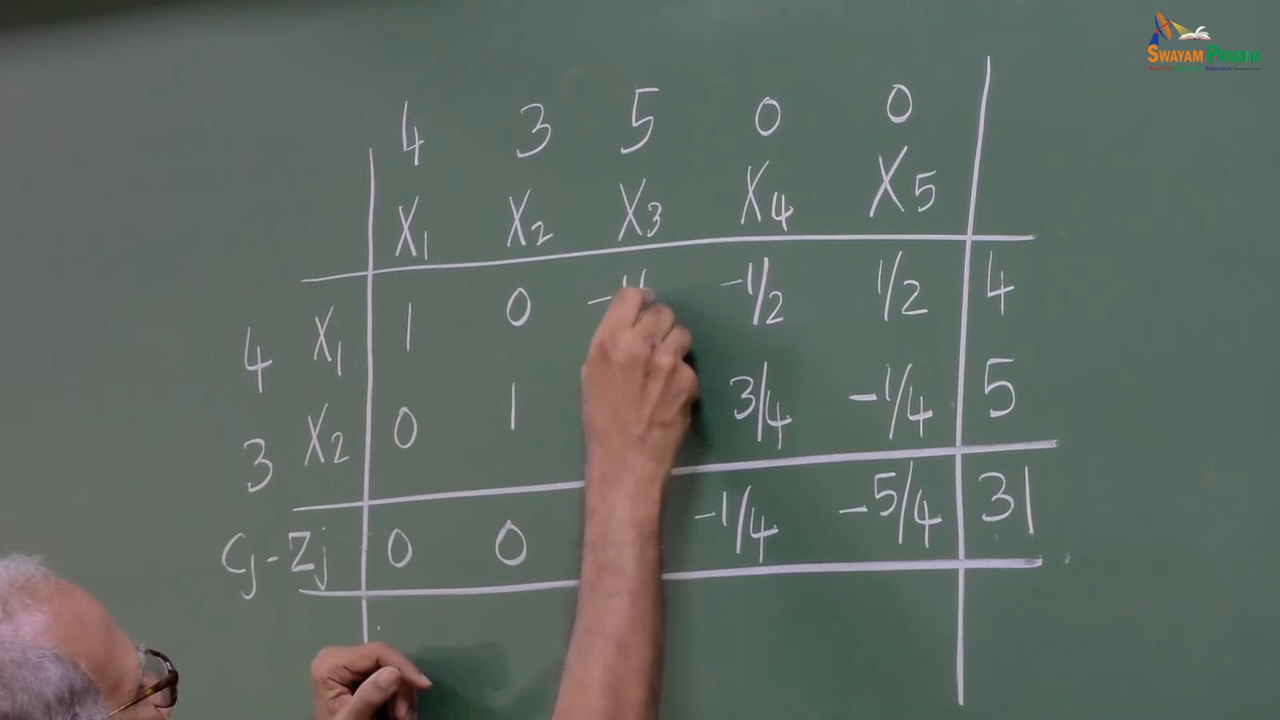 SWAYAM PRABHA
4 3 5 0 0
X1 X2 X3 X4 X5
4 X1 1 0 -1/2 1/2 4
3 X2 0 1 3/4 -1/4 5
Cj-Zj 0 0 -1/4 -5/4 31